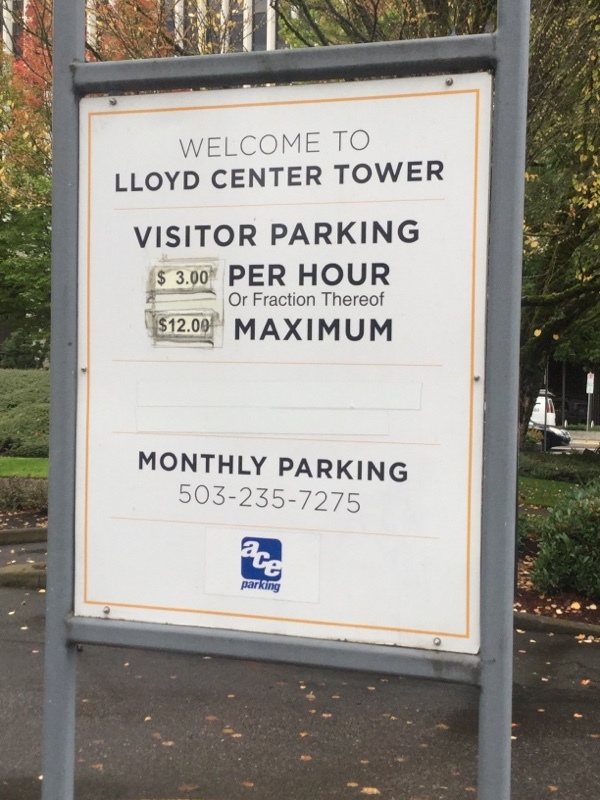 WELCOME TO
LLOYD CENTER TOWER
VISITOR PARKING
$ 3.00 PER HOUR
Or Fraction Thereof
$12.00 MAXIMUM
MONTHLY PARKING
503-235-7275
ace
parking